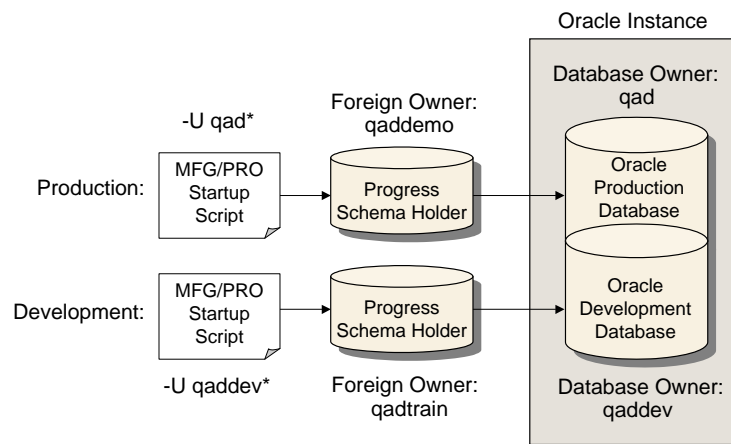 Oracle Instance
Database Owner:
qad
Foreign Owner:
qaddemo
-U qad*
Production:
MFG/PRO
Startup
Script
Progress
Schema Holder
Oracle
Production
Database
Development:
MFG/PRO
Startup
Script
Progress
Schema Holder
Oracle
Development
Database
-U qaddev*
Foreign Owner:
qadtrain
Database Owner:
qaddev